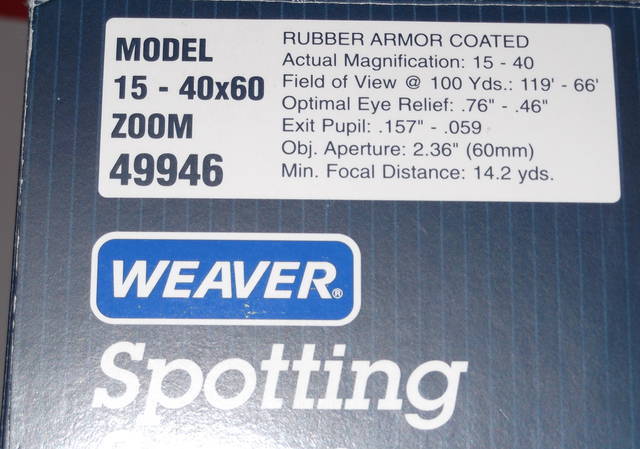 MODEL
15 - 40x60
ZOOM
49946
RUBBER ARMOR COATED
Actual Magnification: 15 - 40
Field of View @ 100 Yds.: 119' - 66'
Optimal Eye Relief: .76" - .46"
Exit Pupil: .157" - .059
Obj. Aperture: 2.36" (60mm)
Min. Focal Distance: 14.2 yds.
WEAVER®
Spotting